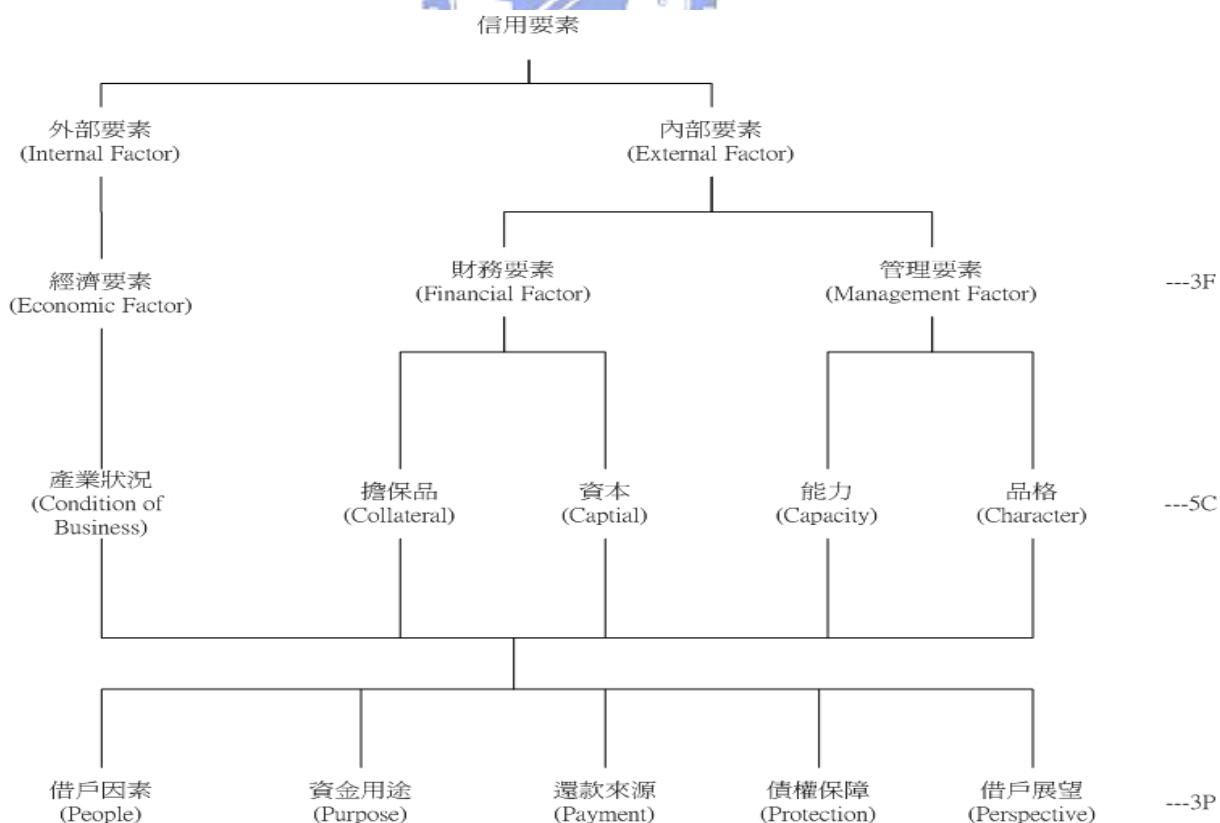 信用要素
外部要素
(Internal Factor)
內部要素
(External Factor)
經濟要素
(Economic Factor)
財務要素
(Financial Factor)
管理要素
(Management Factor)
---3F
產業狀況
(Condition of
Business)
擔保品
(Collateral)
資本
(Captial)
能力
(Capacity)
品格
(Character)
---5C
借戶因素
(People)
資金用途
(Purpose)
還款來源
(Payment)
債權保障
(Protection)
借戶展望
(Perspective)
---3P